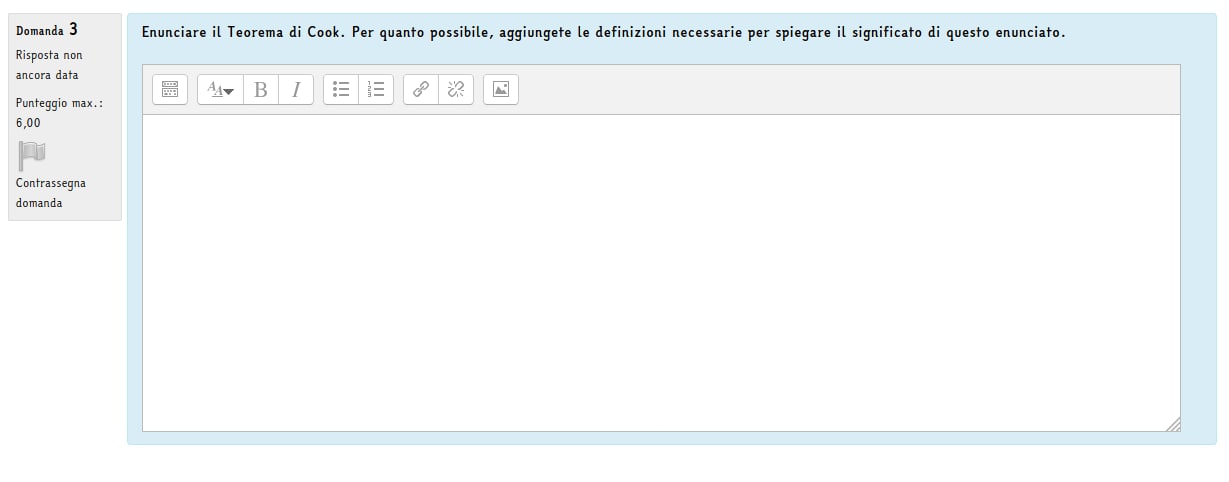 Domanda 3
Risposta non
ancora data
Punteggio max.:
6,00
Contrassegna
domanda
Enunciare il Teorema di Cook. Per quanto possibile, aggiungete le definizioni necessarie per spiegare il significato di questo enunciato.